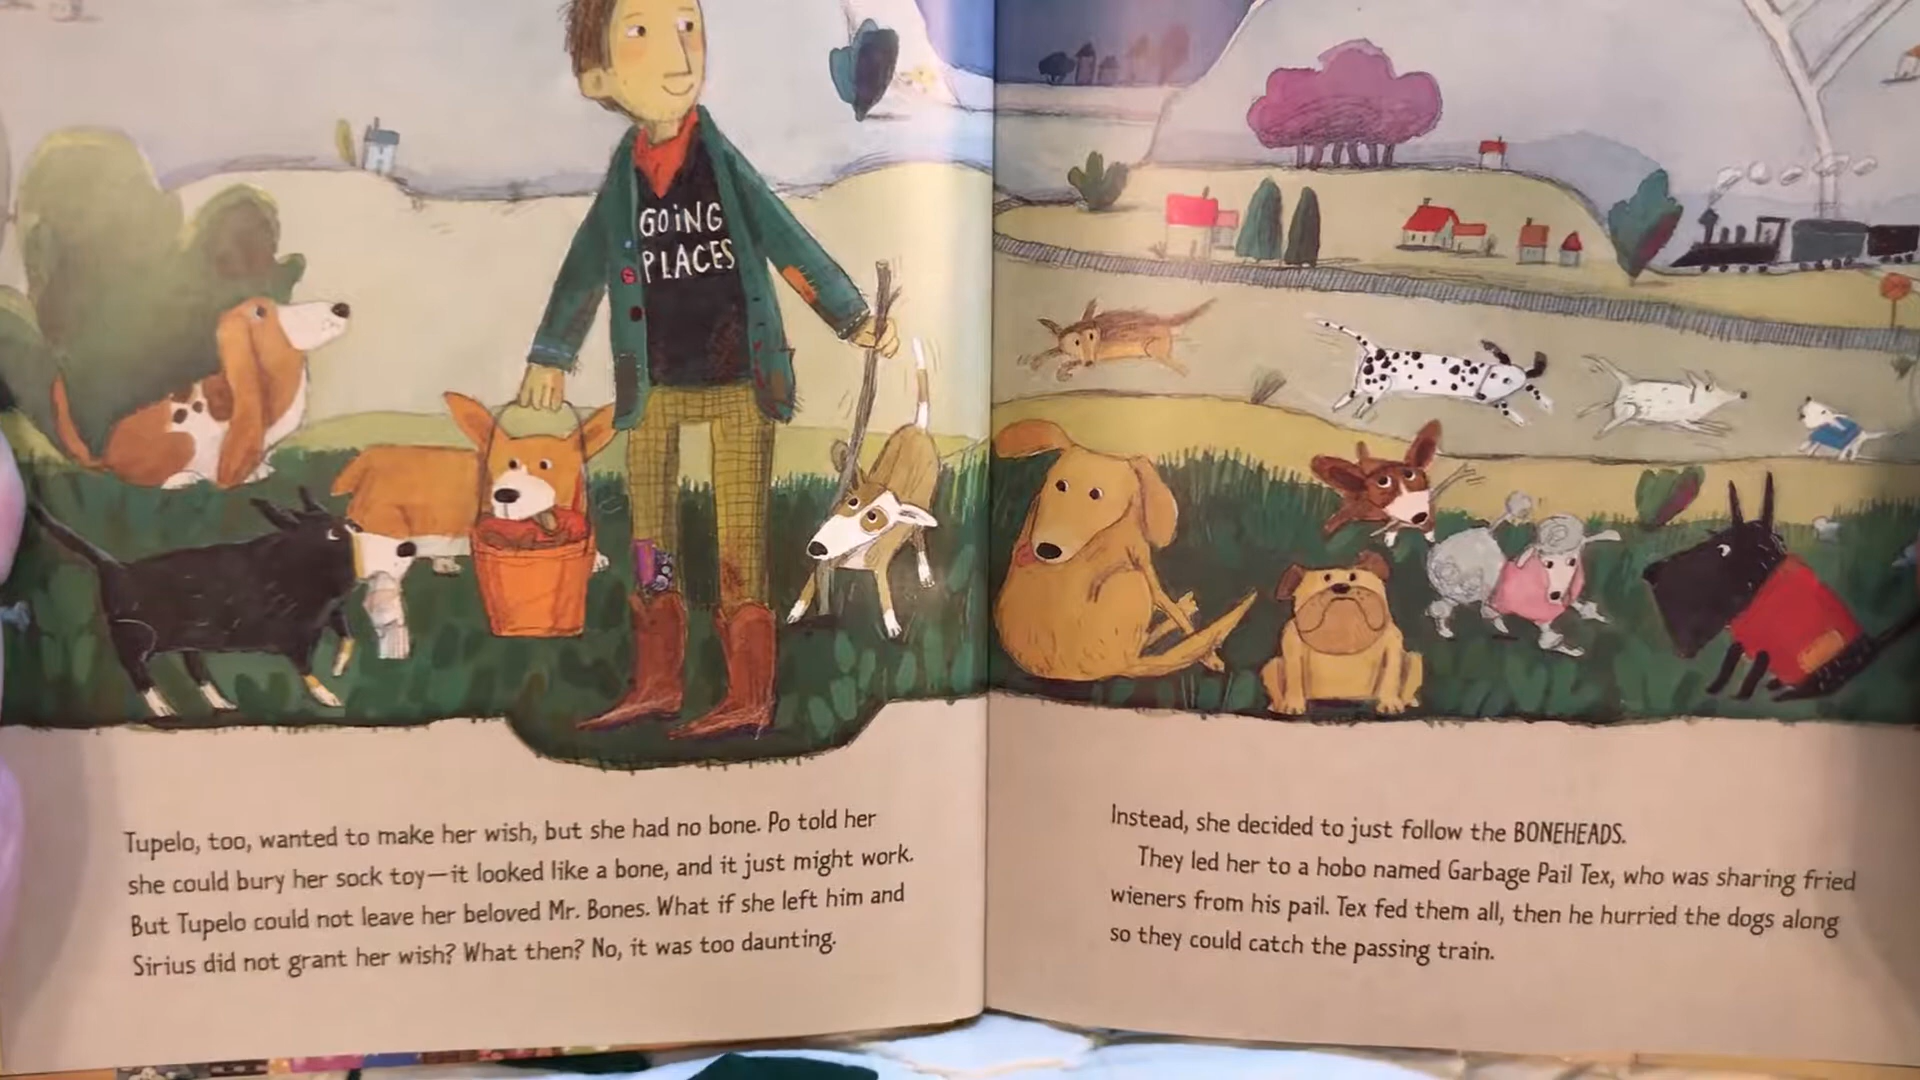 GOING
PLACES
Tupelo, too, wanted to make her wish, but she had no bone. Po told her
she could bury her sock toy—it looked like a bone, and it just might work.
But Tupelo could not leave her beloved Mr. Bones. What if she left him and
Sirius did not grant her wish? What then? No, it was too daunting.
Instead, she decided to just follow the BONEHEADS.
They led her to a hobo named Garbage Pail Tex, who was sharing fried
wieners from his pail. Tex fed them all, then he hurried the dogs along
so they could catch the passing train.